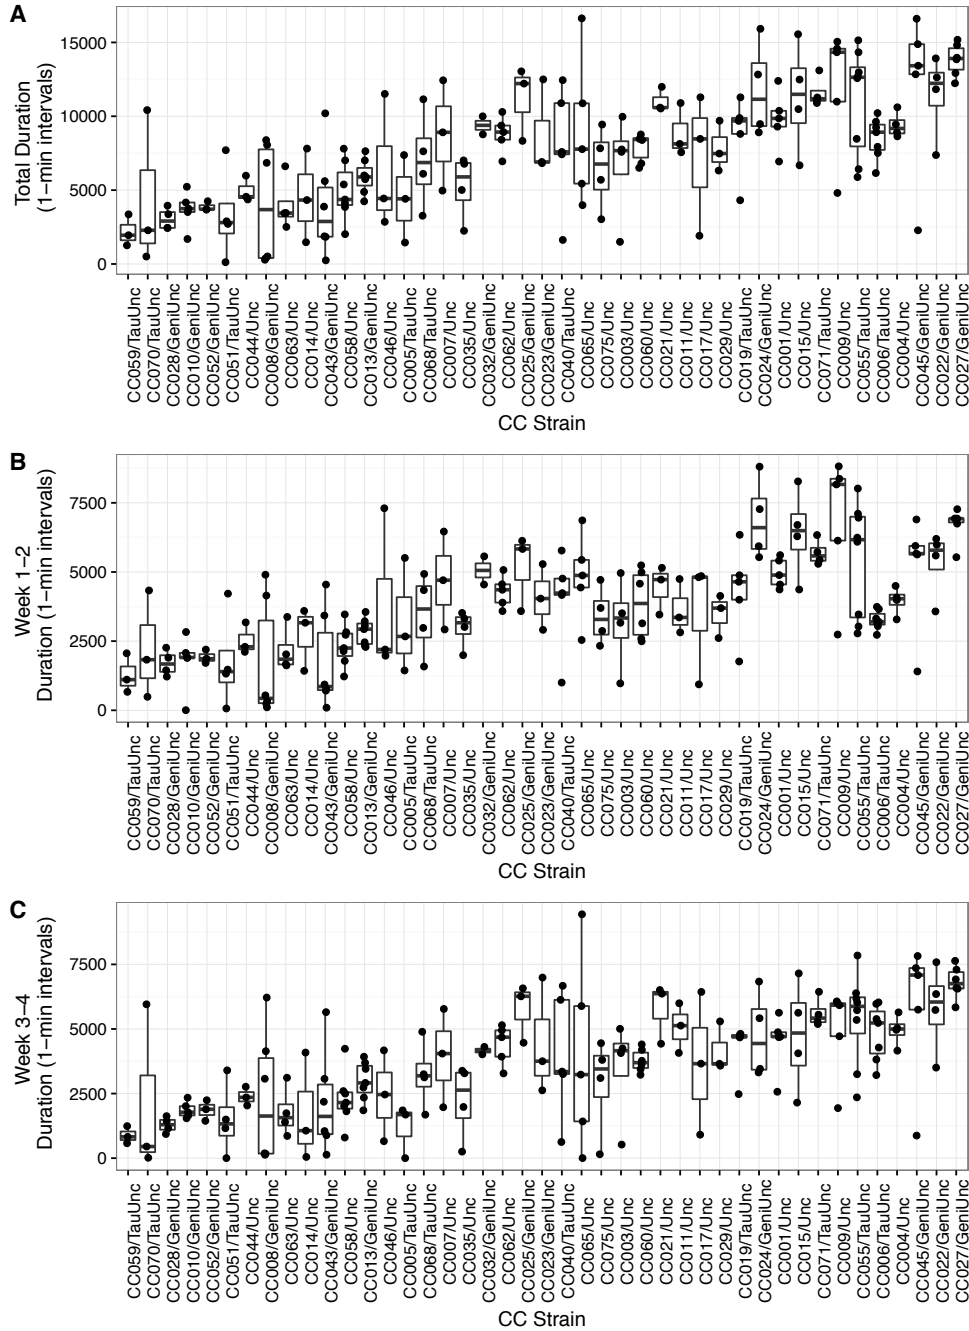 A
Total Duration
(1−min intervals)
15000
10000
5000
0
CC059/TauUnc
CC070/TauUnc
CC028/GeniUnc
CC010/GeniUnc
CC052/GeniUnc
CC051/TauUnc
CC044/Unc
CC008/GeniUnc
CC063/Unc
CC014/Unc
CC043/GeniUnc
CC058/Unc
CC013/GeniUnc
CC046/Unc
CC005/TauUnc
CC068/TauUnc
CC007/Unc
CC035/Unc
CC032/GeniUnc
CC062/Unc
CC025/GeniUnc
CC023/GeniUnc
CC040/TauUnc
CC065/Unc
CC075/Unc
CC003/Unc
CC060/Unc
CC021/Unc
CC011/Unc
CC017/Unc
CC029/Unc
CC019/TauUnc
CC024/GeniUnc
CC001/Unc
CC015/Unc
CC071/TauUnc
CC009/Unc
CC055/TauUnc
CC006/TauUnc
CC004/Unc
CC045/GeniUnc
CC022/GeniUnc
CC027/GeniUnc
CC Strain
B
Week 1−2
Duration (1−min intervals)
7500
5000
2500
0
CC059/TauUnc
CC070/TauUnc
CC028/GeniUnc
CC010/GeniUnc
CC052/GeniUnc
CC051/TauUnc
CC044/Unc
CC008/GeniUnc
CC063/Unc
CC014/Unc
CC043/GeniUnc
CC058/Unc
CC013/GeniUnc
CC046/Unc
CC005/TauUnc
CC068/TauUnc
CC007/Unc
CC035/Unc
CC032/GeniUnc
CC062/Unc
CC025/GeniUnc
CC023/GeniUnc
CC040/TauUnc
CC065/Unc
CC075/Unc
CC003/Unc
CC060/Unc
CC021/Unc
CC011/Unc
CC017/Unc
CC029/Unc
CC019/TauUnc
CC024/GeniUnc
CC001/Unc
CC015/Unc
CC071/TauUnc
CC009/Unc
CC055/TauUnc
CC006/TauUnc
CC004/Unc
CC045/GeniUnc
CC022/GeniUnc
CC027/GeniUnc
CC Strain
C
Week 3−4
Duration (1−min intervals)
7500
5000
2500
0
CC059/TauUnc
CC070/TauUnc
CC028/GeniUnc
CC010/GeniUnc
CC052/GeniUnc
CC051/TauUnc
CC044/Unc
CC008/GeniUnc
CC063/Unc
CC014/Unc
CC043/GeniUnc
CC058/Unc
CC013/GeniUnc
CC046/Unc
CC005/TauUnc
CC068/TauUnc
CC007/Unc
CC035/Unc
CC032/GeniUnc
CC062/Unc
CC025/GeniUnc
CC023/GeniUnc
CC040/TauUnc
CC065/Unc
CC075/Unc
CC003/Unc
CC060/Unc
CC021/Unc
CC011/Unc
CC017/Unc
CC029/Unc
CC019/TauUnc
CC024/GeniUnc
CC001/Unc
CC015/Unc
CC071/TauUnc
CC009/Unc
CC055/TauUnc
CC006/TauUnc
CC004/Unc
CC045/GeniUnc
CC022/GeniUnc
CC027/GeniUnc
CC Strain